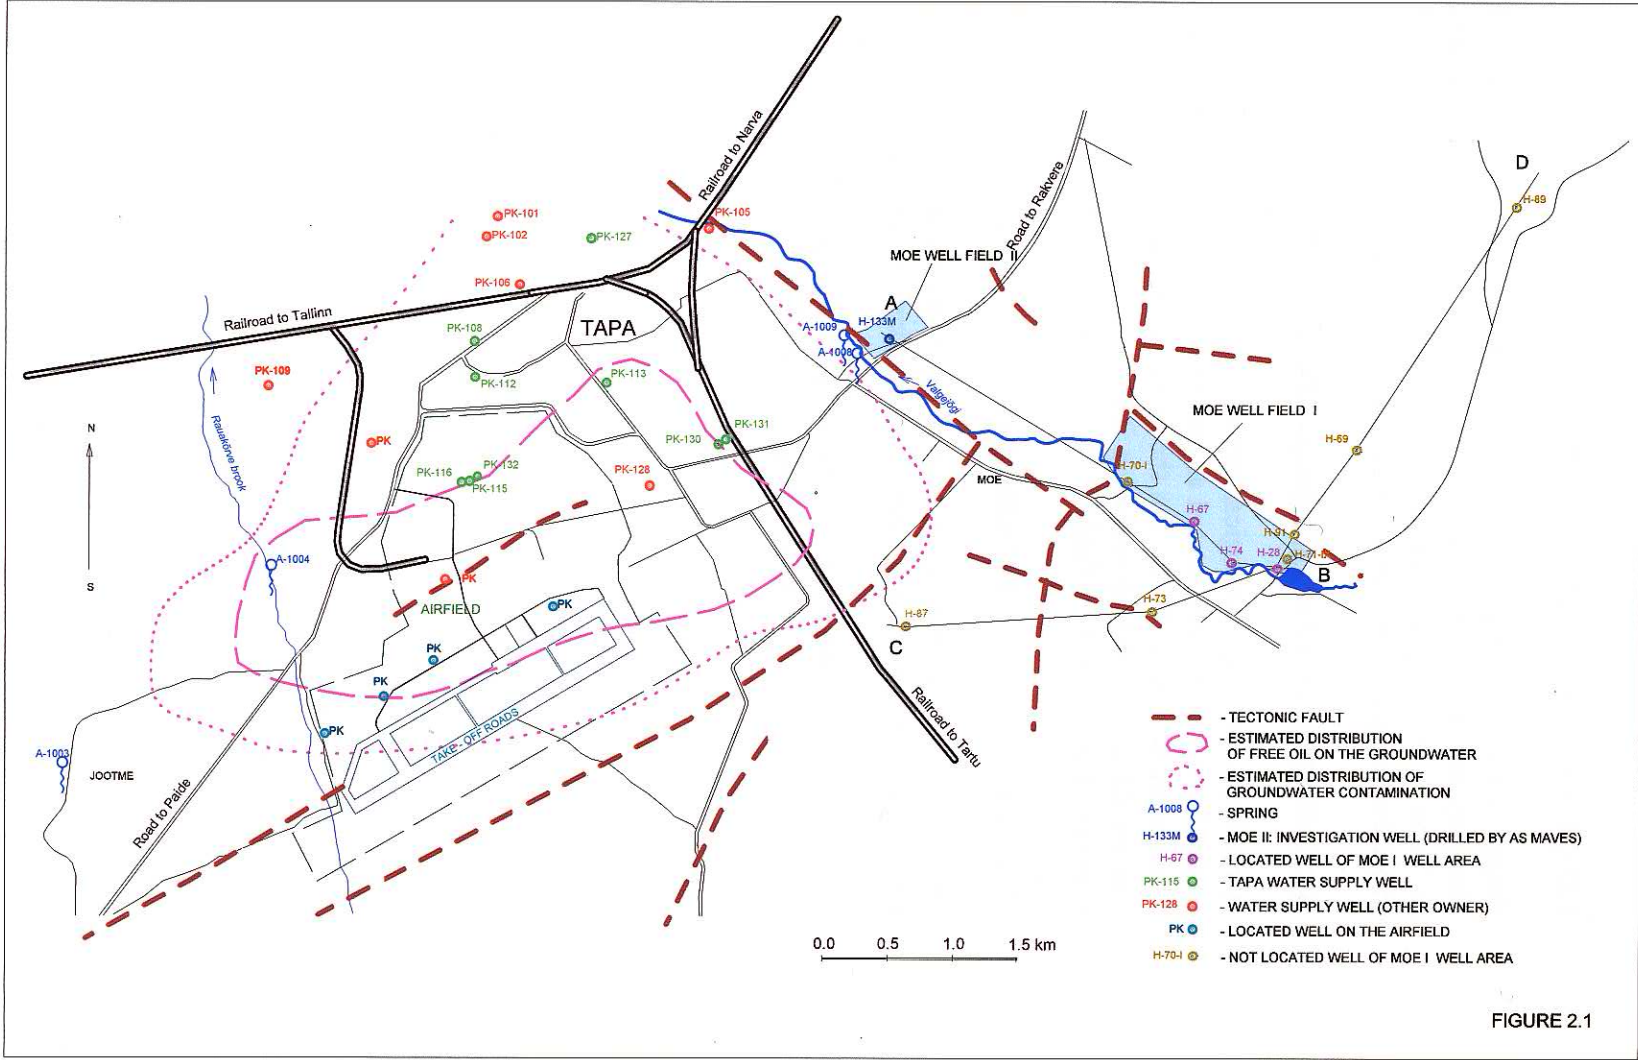 D
H-89
Railroad to Narva
PK-101
PK-102
PK-127
PK-105
Road to Rakvere
MOE WELL FIELD II
PK-106
A
H-133M
A-1009
A-1008
Railroad to Tallinn
PK-108
TAPA
PK-109
PK-112
PK-113
Valgejõgi
MOE WELL FIELD I
N
S
Rauakõrve brook
PK
PK-130
PK-131
H-69
PK-116
PK-132
PK-115
PK-128
MOE
H-70-I
H-67
H-91
H-74
H-28
B
A-1004
PK
AIRFIELD
PK
PK
PK
PK
H-73
H-87
C
TAKE - OFF ROADS
Railroad to Tartu
A-1003
JOOTME
Road to Paide
- TECTONIC FAULT
- ESTIMATED DISTRIBUTION
OF FREE OIL ON THE GROUNDWATER
- ESTIMATED DISTRIBUTION OF
GROUNDWATER CONTAMINATION
A-1008 - SPRING
H-133M - MOE II: INVESTIGATION WELL (DRILLED BY AS MAVES)
H-67 - LOCATED WELL OF MOE I WELL AREA
PK-115 - TAPA WATER SUPPLY WELL
PK-128 - WATER SUPPLY WELL (OTHER OWNER)
PK - LOCATED WELL ON THE AIRFIELD
H-70-I - NOT LOCATED WELL OF MOE I WELL AREA
0.0 0.5 1.0 1.5 km
FIGURE 2.1